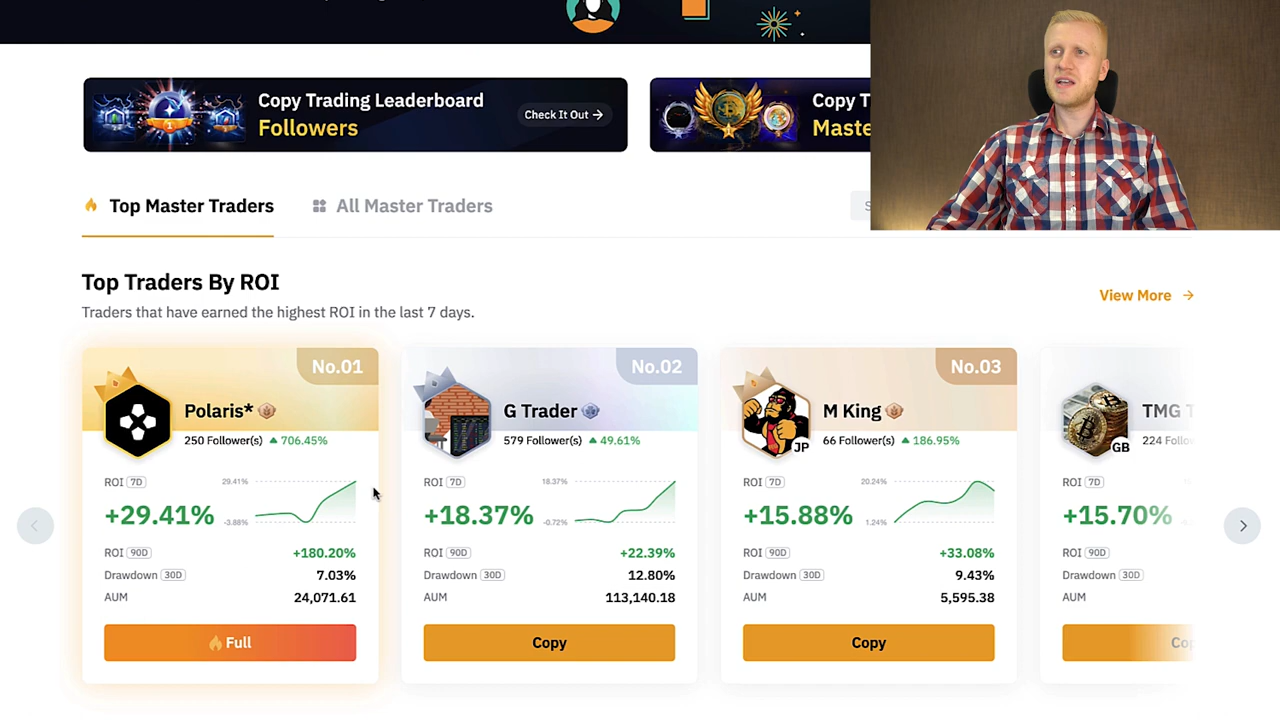 Copy Trading Leaderboard
Followers
Check It Out →
Copy T
Maste
Top Master Traders
All Master Traders
S
Top Traders By ROI
Traders that have earned the highest ROI in the last 7 days.
View More →
No.01
Polaris*
250 Follower(s) ▲ 706.45%
ROI 7D
29.41%
+29.41%
-3.88%
ROI 90D +180.20%
Drawdown 30D 7.03%
AUM 24,071.61
Full
No.02
G Trader
579 Follower(s) ▲ 49.61%
ROI 7D
18.37%
+18.37%
-0.72%
ROI 90D +22.39%
Drawdown 30D 12.80%
AUM 113,140.18
Copy
No.03
M King
JP
66 Follower(s) ▲ 186.95%
ROI 7D
20.24%
+15.88%
1.24%
ROI 90D +33.08%
Drawdown 30D 9.43%
AUM 5,595.38
Copy
TMG T
GB
224 Follo
ROI 7D
+15.70%
ROI 90D
Drawdown 30D
AUM
Cop